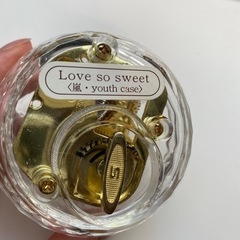 Love so sweet
〈嵐・youth case〉